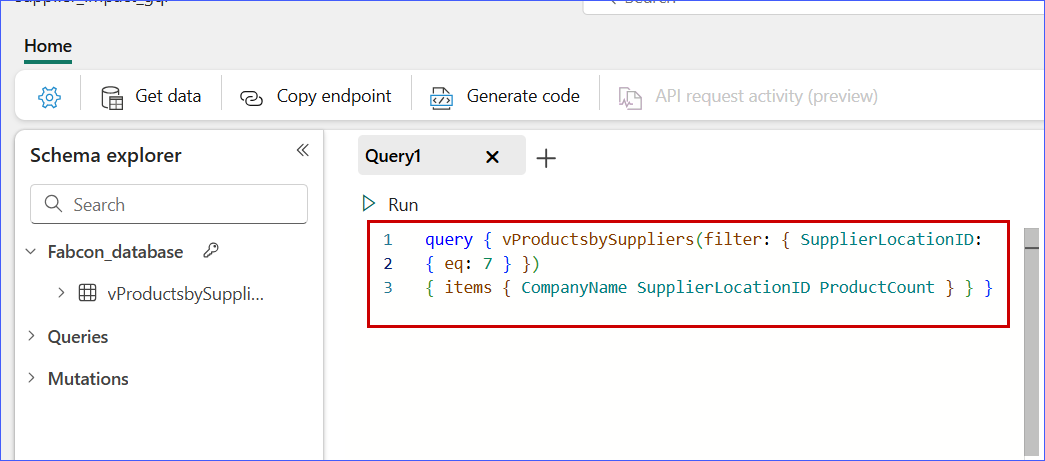 Home
Get data
Copy endpoint
Generate code
API request activity (preview)
Schema explorer
Search
Fabcon_database
vProductsbySuppli...
Queries
Mutations
Query1
Run
1 query { vProductsbySuppliers(filter: { SupplierLocationID:
2 { eq: 7 } })
3 { items { CompanyName SupplierLocationID ProductCount } } }